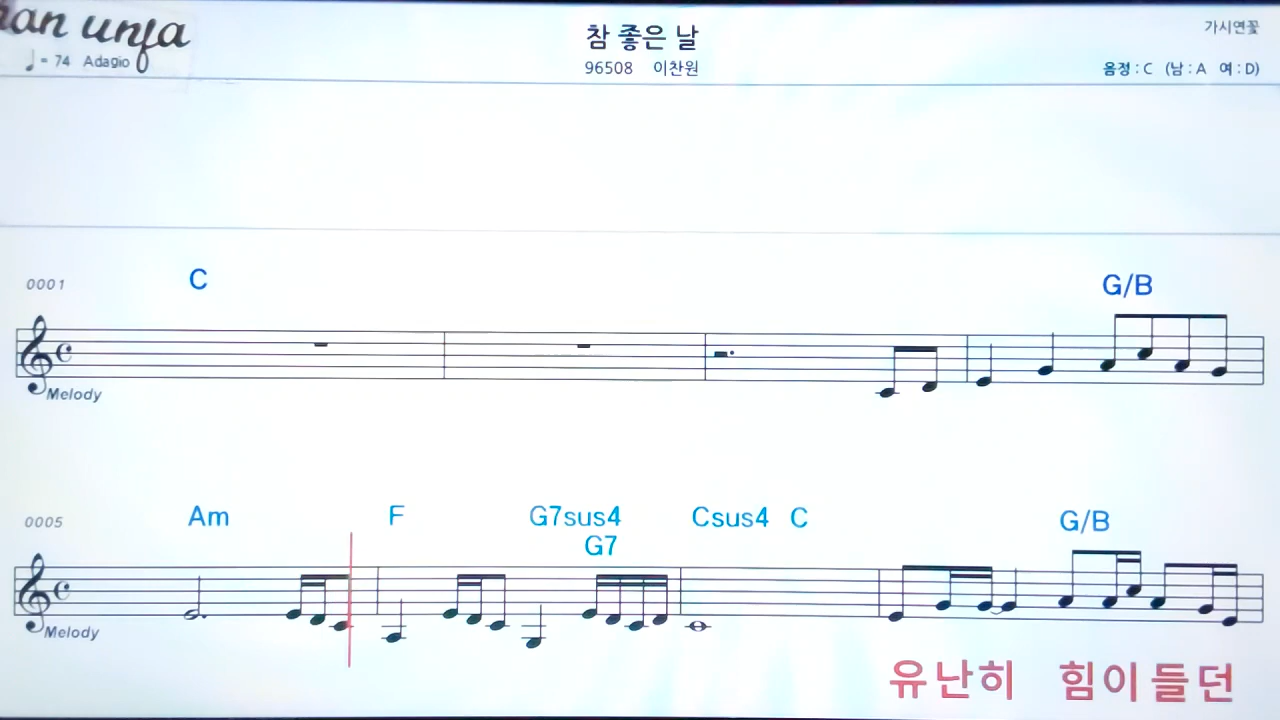 unja
♩ = 74 Adagio
참 좋은 날
96508 이찬원
가시연꽃
음정 : C (남 : A 여 : D)
0001
C
G/B
Melody
0005
Am F G7sus4 Csus4 C G/B
G7
Melody
유난히 힘이들던